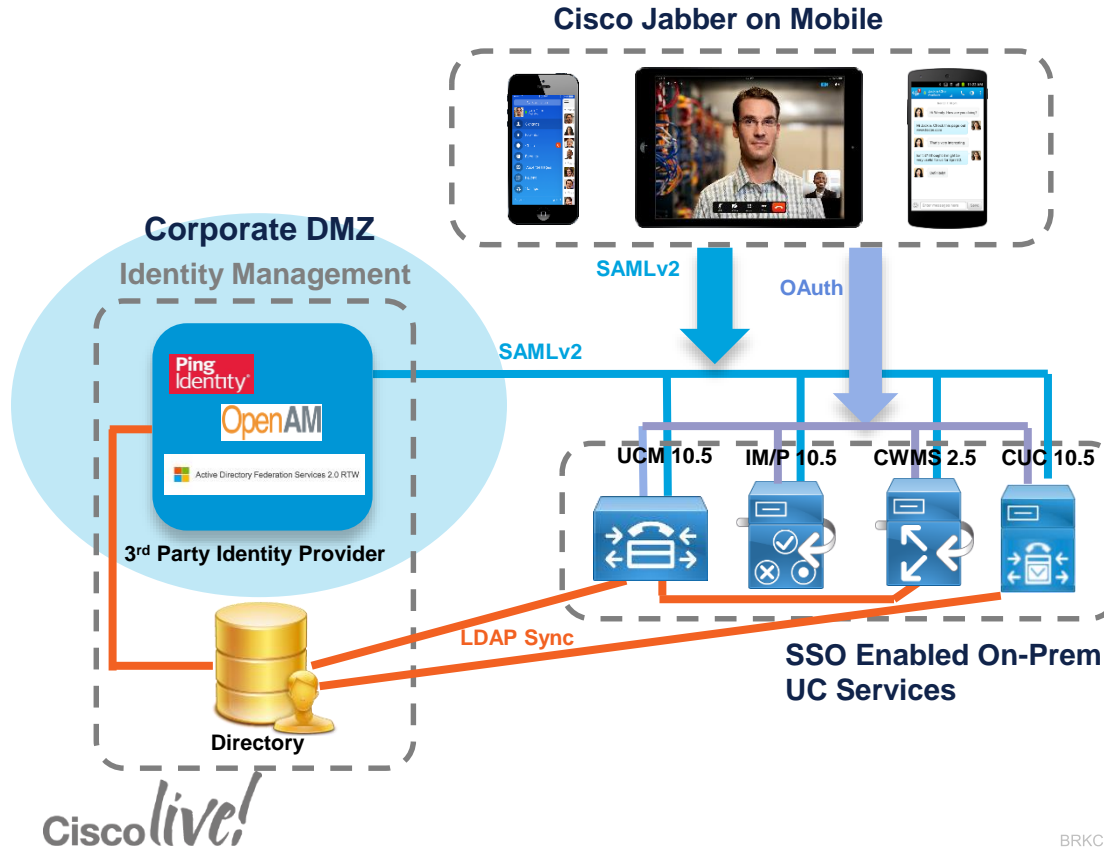 Cisco Jabber on Mobile
Corporate DMZ
Identity Management
SAMLv2
OAuth
SAMLv2
Ping
Identity
OpenAM
Active Directory Federation Services 2.0 RTW
3rd Party Identity Provider
UCM 10.5
IM/P 10.5
CWMS 2.5
CUC 10.5
LDAP Sync
SSO Enabled On-Prem
UC Services
Directory
Cisco live!
BRKC